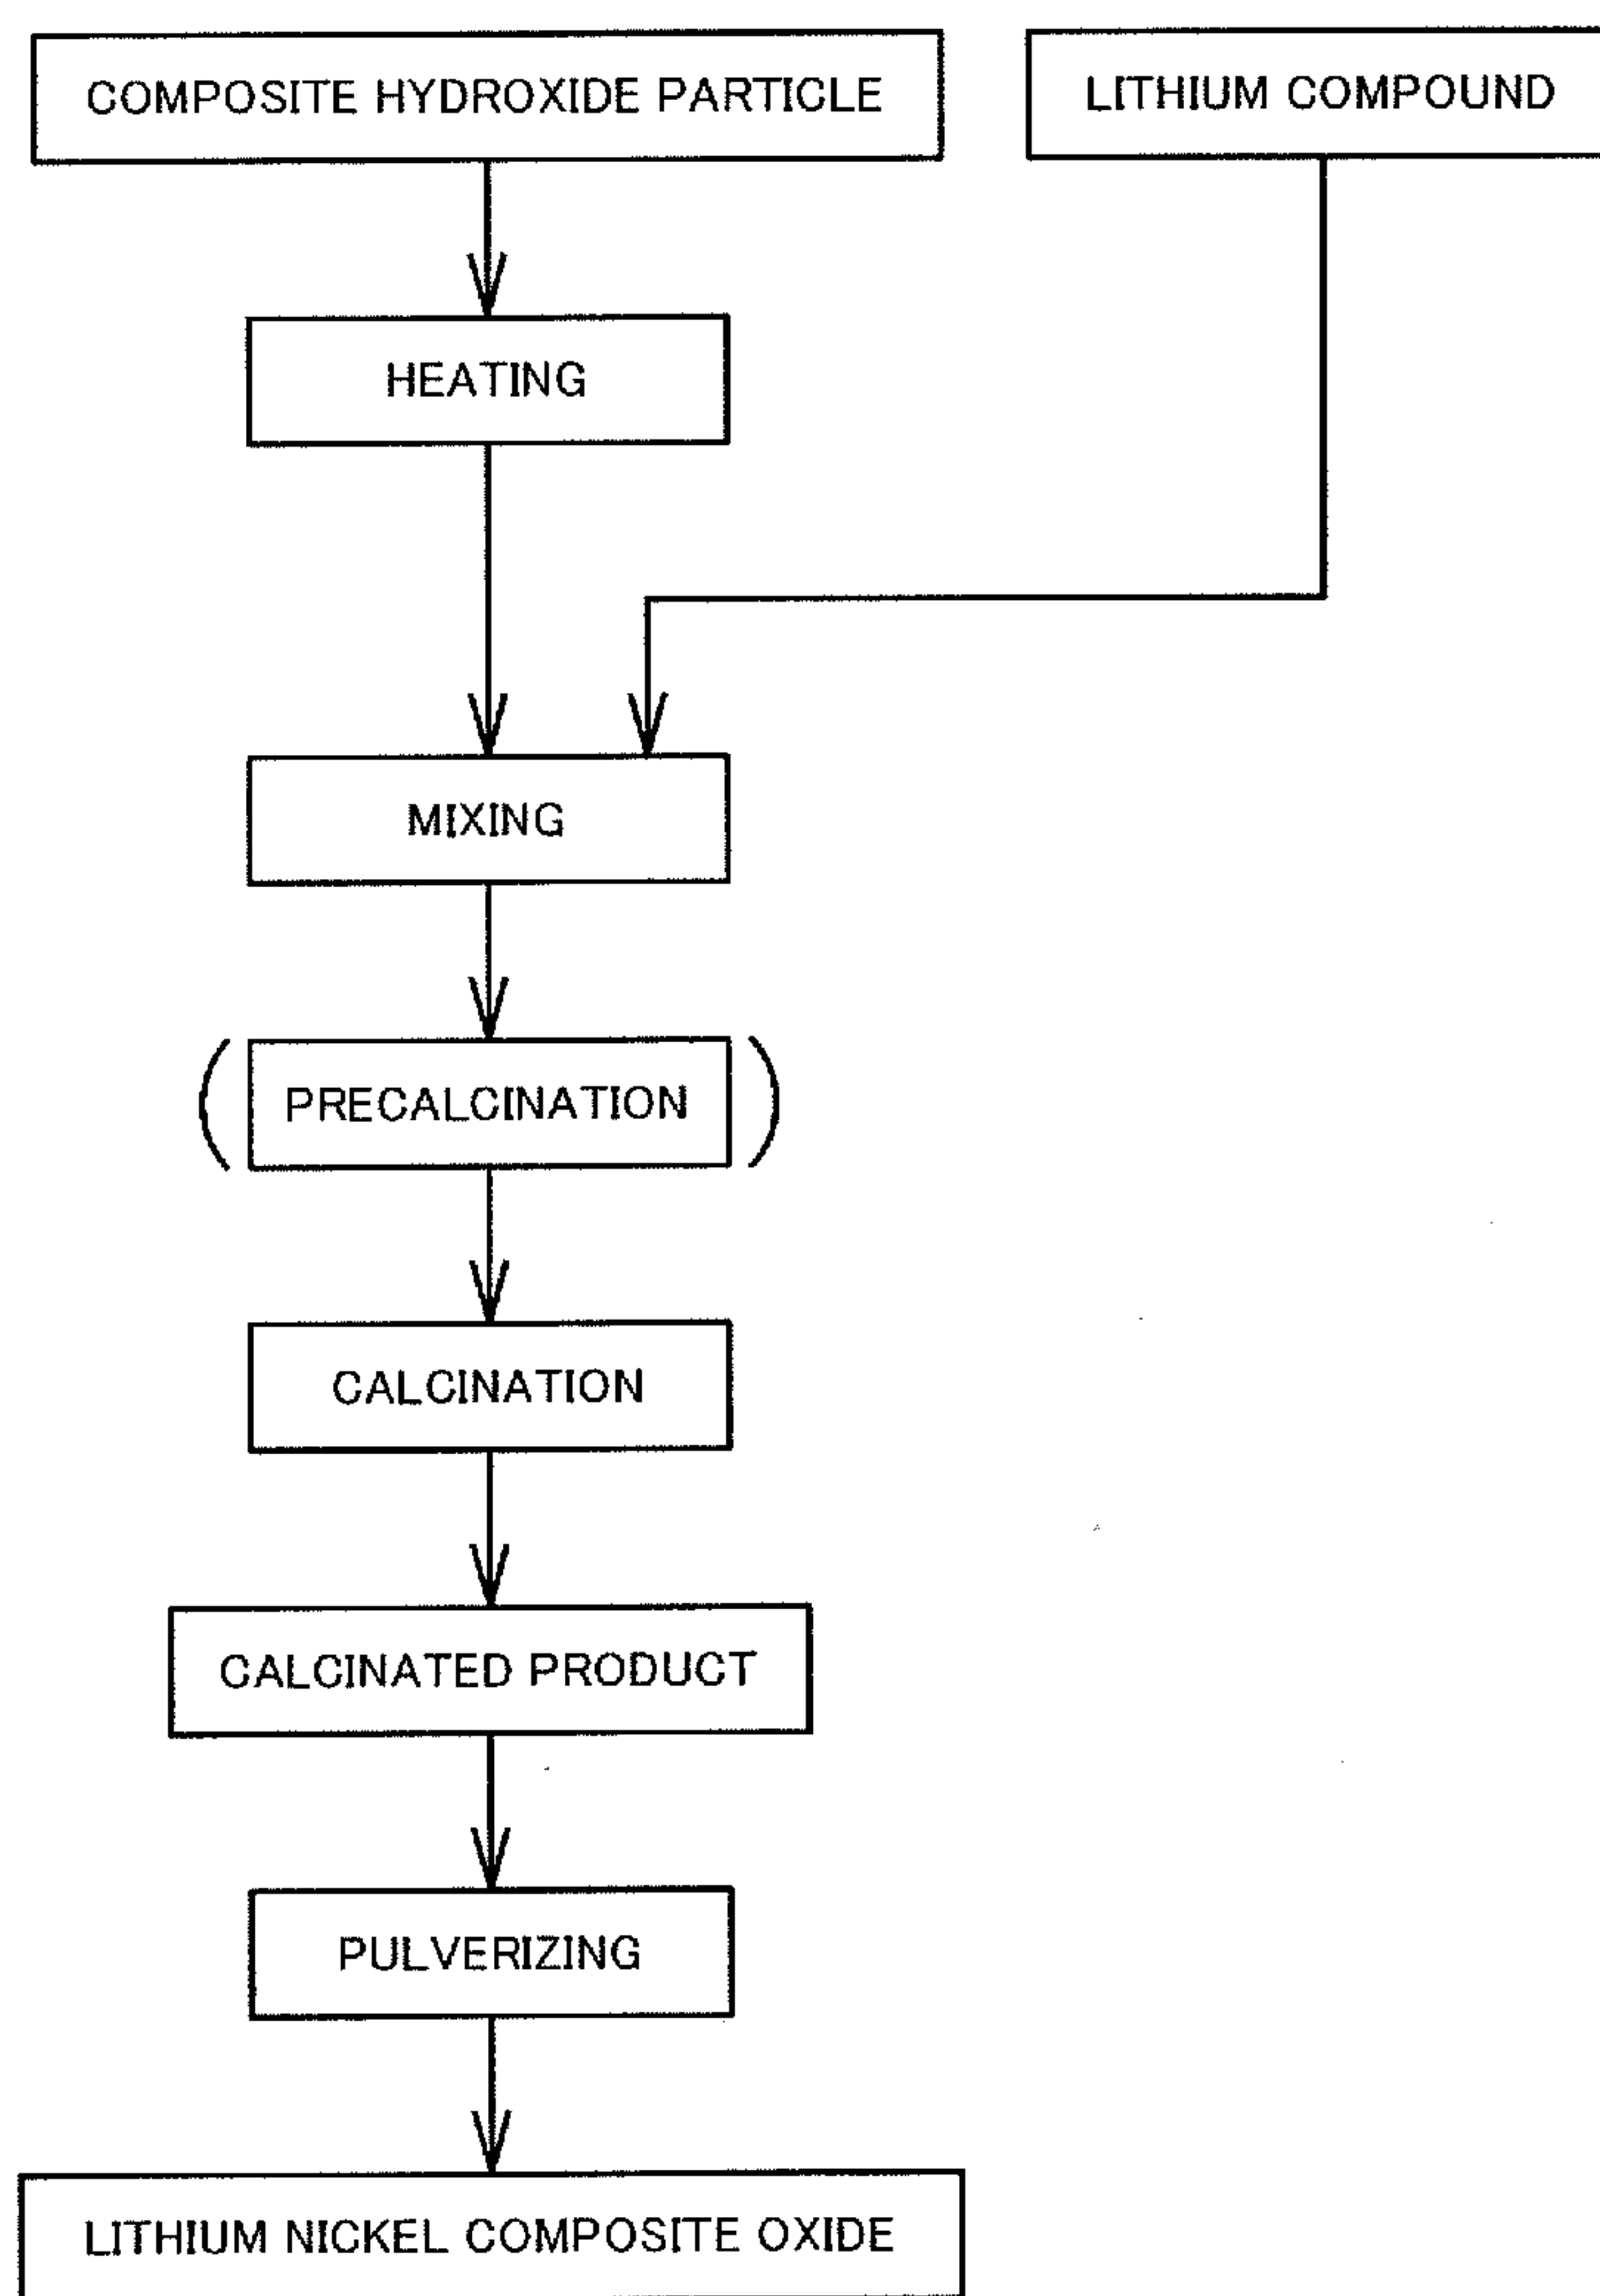 COMPOSITE HYDROXIDE PARTICLE
LITHIUM COMPOUND
HEATING
MIXING
( PRECALCINATION )
CALCINATION
CALCINATED PRODUCT
PULVERIZING
LITHIUM NICKEL COMPOSITE OXIDE